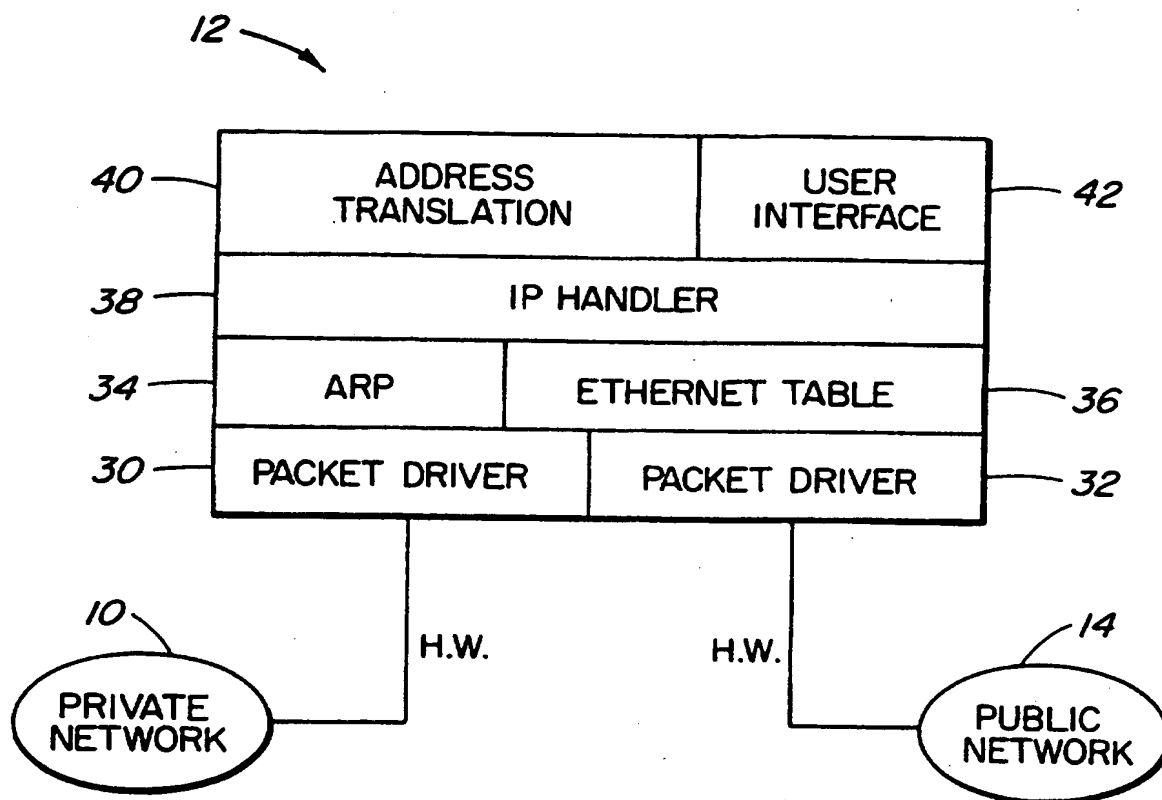 12
40
ADDRESS
TRANSLATION
USER
INTERFACE
42
38
IP HANDLER
34
ARP
ETHERNET TABLE
36
30
PACKET DRIVER
PACKET DRIVER
32
10
H.W.
H.W.
14
PRIVATE
NETWORK
PUBLIC
NETWORK